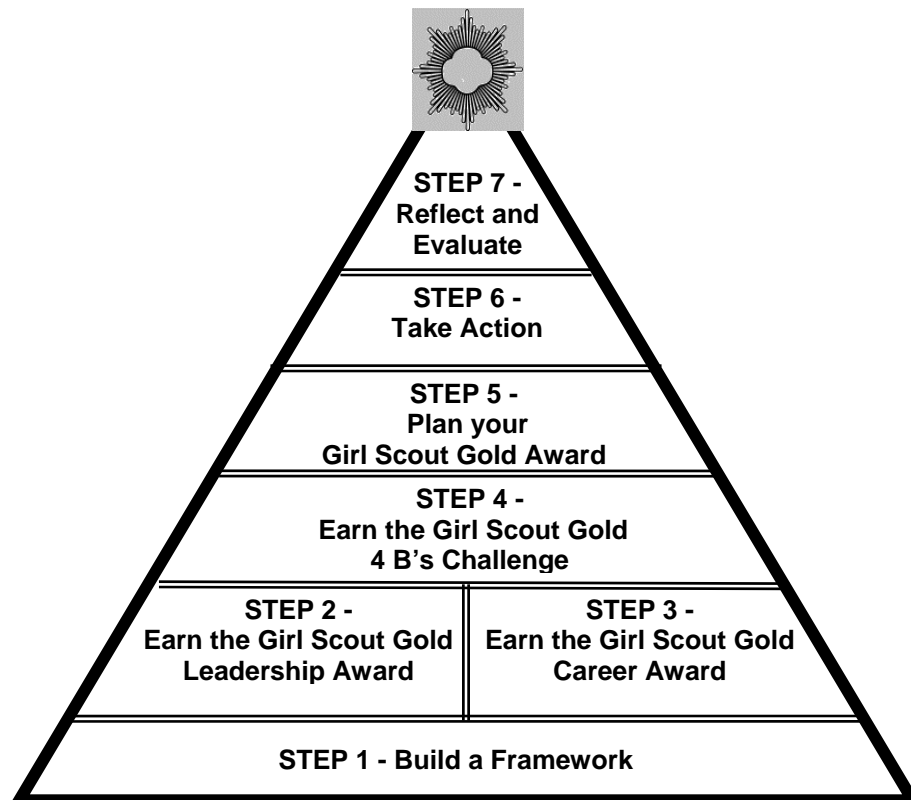 STEP 7 -
Reflect and
Evaluate
STEP 6 -
Take Action
STEP 5 -
Plan your
Girl Scout Gold Award
STEP 4 -
Earn the Girl Scout Gold
4 B's Challenge
STEP 2 -
Earn the Girl Scout Gold
Leadership Award
STEP 3 -
Earn the Girl Scout Gold
Career Award
STEP 1 - Build a Framework